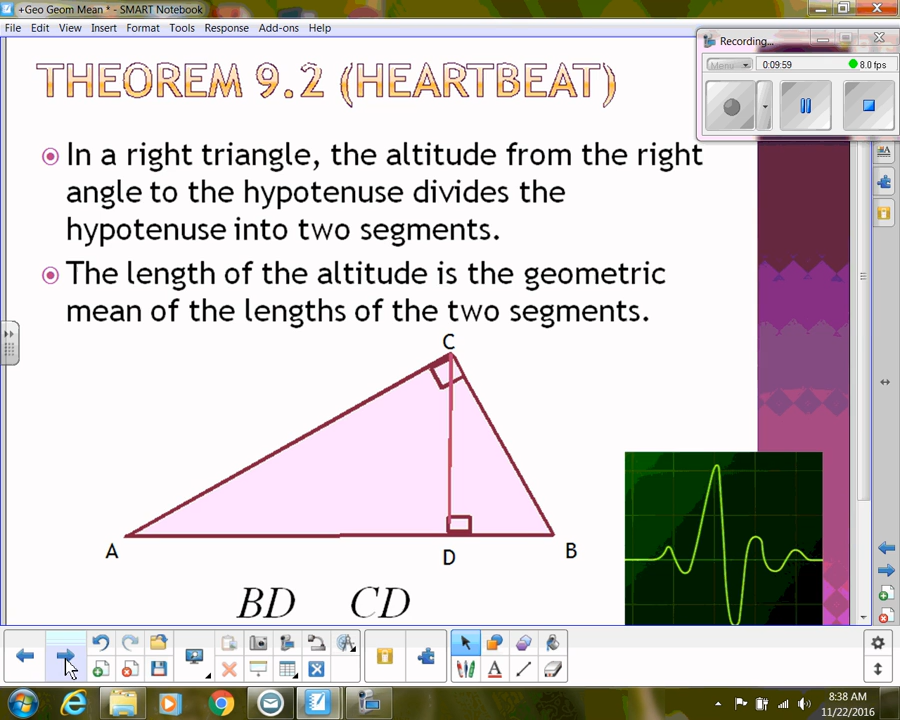 +Geo Geom Mean * - SMART Notebook
File Edit View Insert Format Tools Response Add-ons Help
Recording...
Menu 0:09:59 8.0 fps
THEOREM 9.2 (HEARTBEAT)
In a right triangle, the altitude from the right
angle to the hypotenuse divides the
hypotenuse into two segments.
The length of the altitude is the geometric
mean of the lengths of the two segments.
C
A D B
BD CD
8:38 AM
11/22/2016